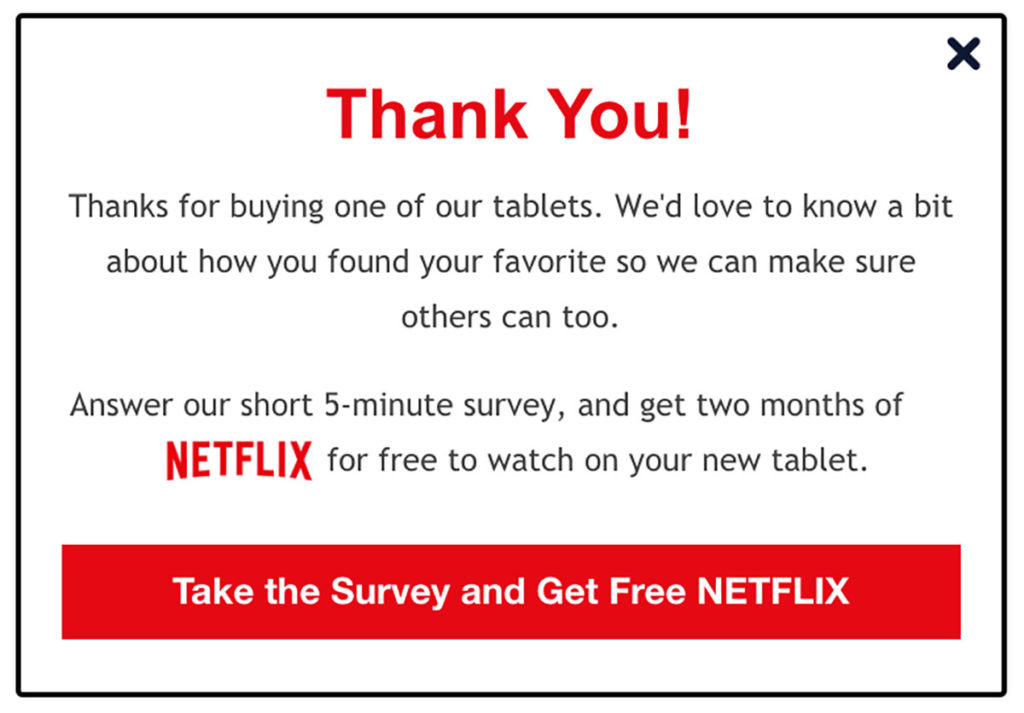 Thank You!
Thanks for buying one of our tablets. We'd love to know a bit
about how you found your favorite so we can make sure
others can too.
Answer our short 5-minute survey, and get two months of
NETFLIX for free to watch on your new tablet.
Take the Survey and Get Free NETFLIX